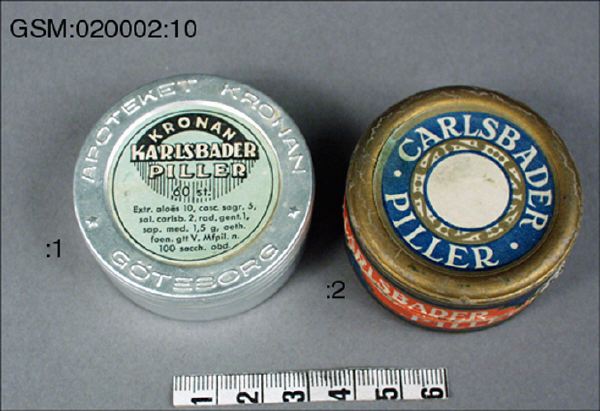 GSM:020002:10
APOTEKET KRONAN
GÖTEBORG
KRONAN
KARLSBADER
PILLER
60 st.
Extr. aloës 10, casc. sagr. 5,
sal. carlsb. 2, rad. gent. 1,
sap. med. 1,5 g, aeth.
foen. gtt V. M f pil. n.
100 sacch. obd.
:1
CARLSBADER
PILLER
CARLSBADER
PILLER
:2
1 2 3 4 5 6